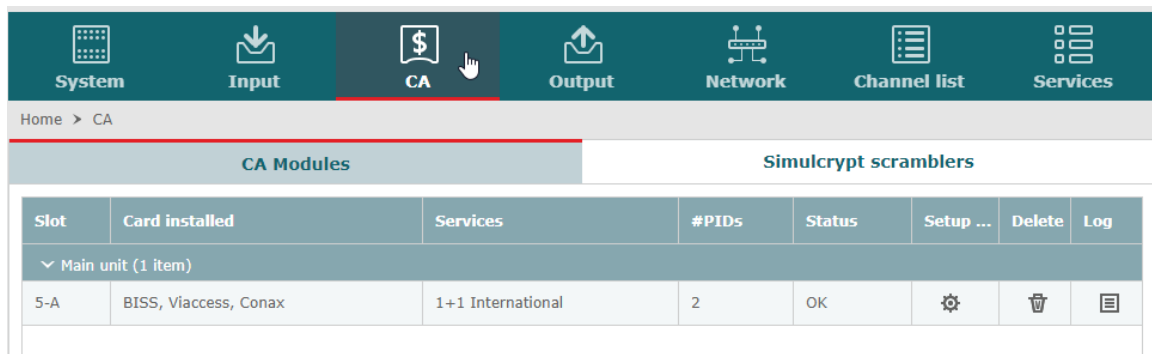 System Input CA Output Network Channel list Services
Home > CA
CA Modules Simulcrypt scramblers
Slot Card installed Services #PIDs Status Setup ... Delete Log
Main unit (1 item)
5-A BISS, Viaccess, Conax 1+1 International 2 OK